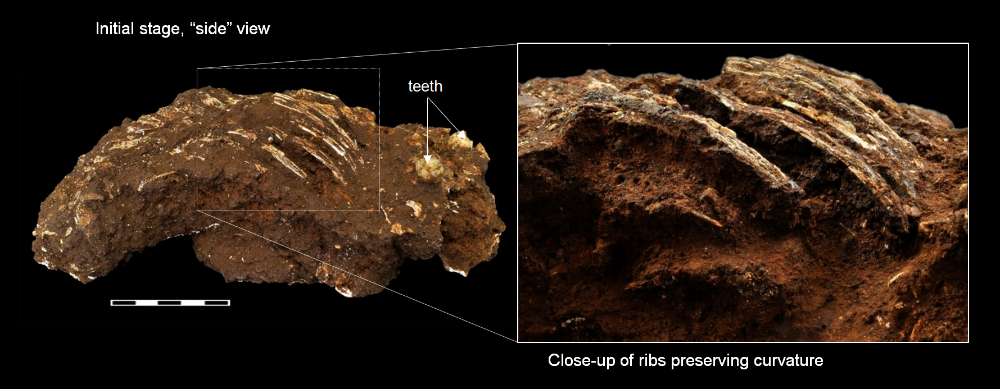 Initial stage, “side” view
teeth
Close-up of ribs preserving curvature